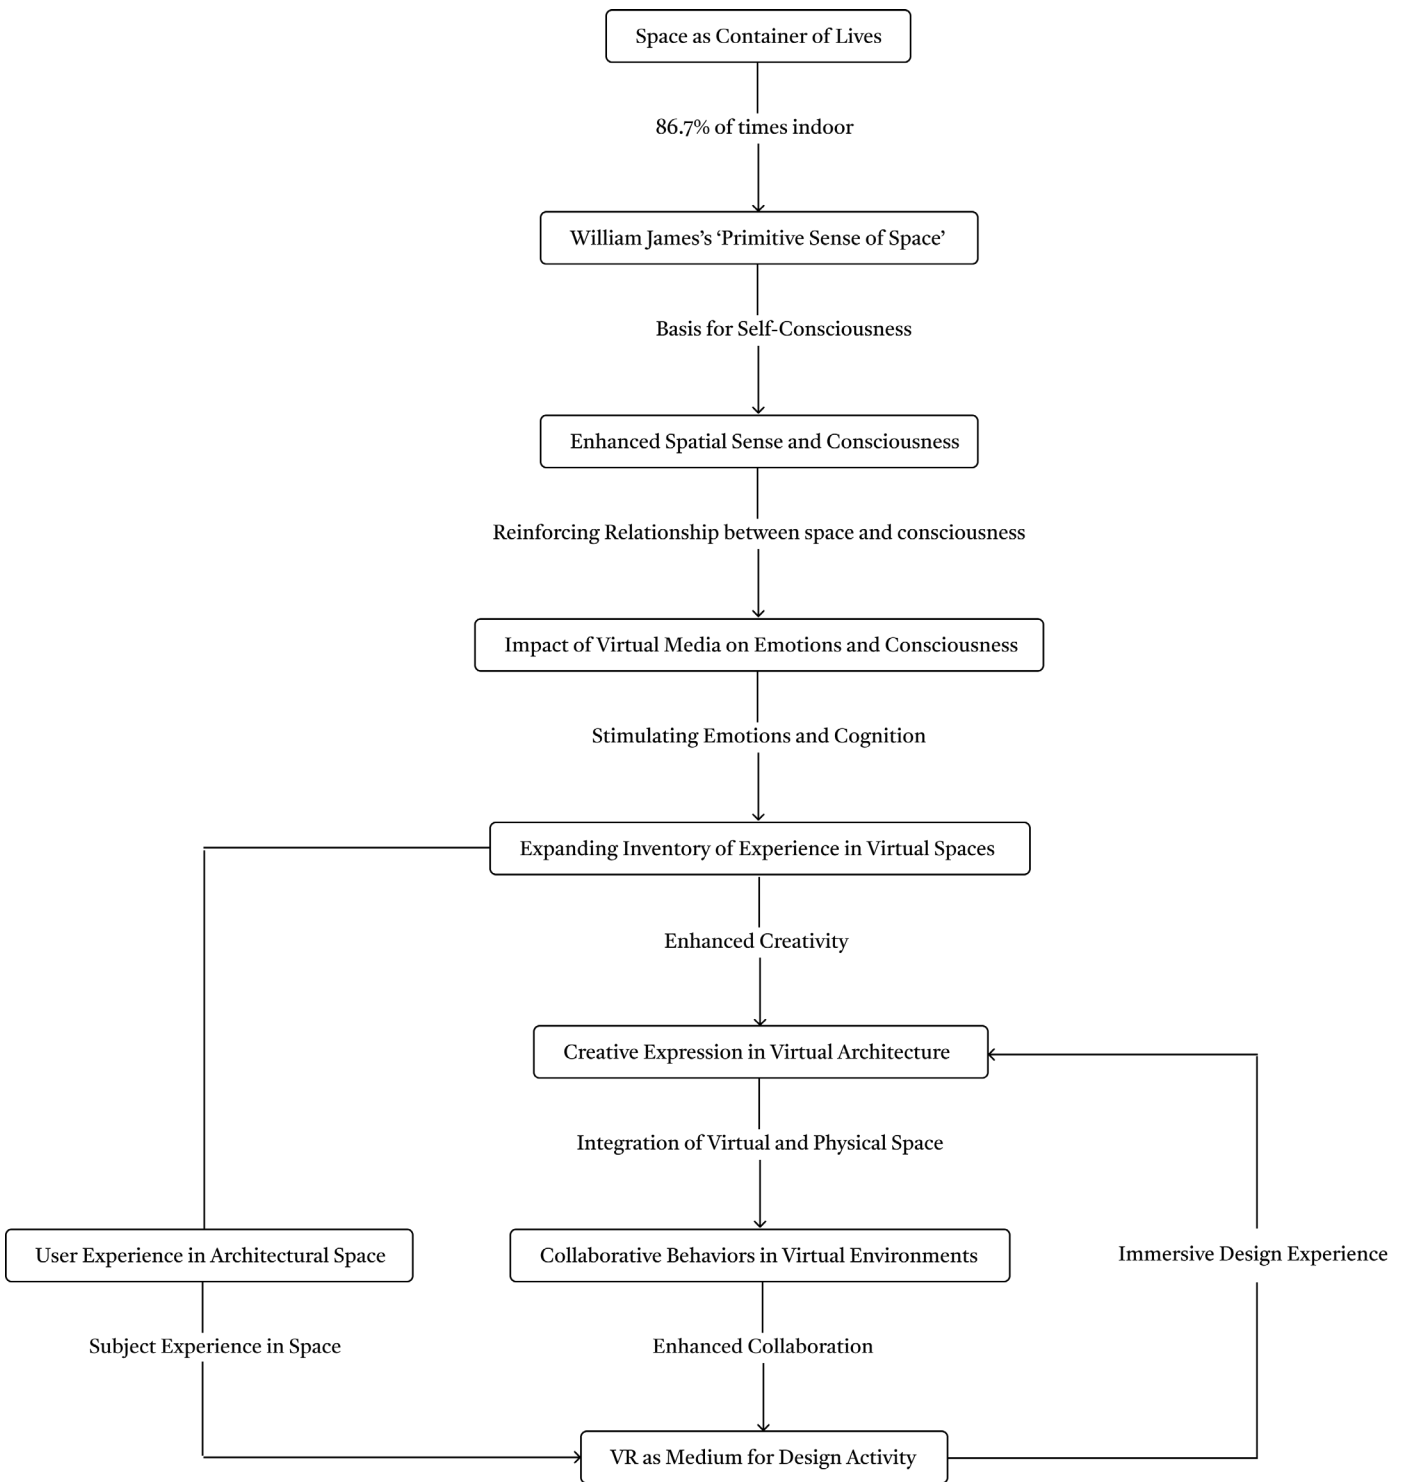 Space as Container of Lives
86.7% of times indoor
William James’s ‘Primitive Sense of Space’
Basis for Self-Consciousness
Enhanced Spatial Sense and Consciousness
Reinforcing Relationship between space and consciousness
Impact of Virtual Media on Emotions and Consciousness
Stimulating Emotions and Cognition
Expanding Inventory of Experience in Virtual Spaces
Enhanced Creativity
Creative Expression in Virtual Architecture
Integration of Virtual and Physical Space
User Experience in Architectural Space
Collaborative Behaviors in Virtual Environments
Immersive Design Experience
Subject Experience in Space
Enhanced Collaboration
VR as Medium for Design Activity